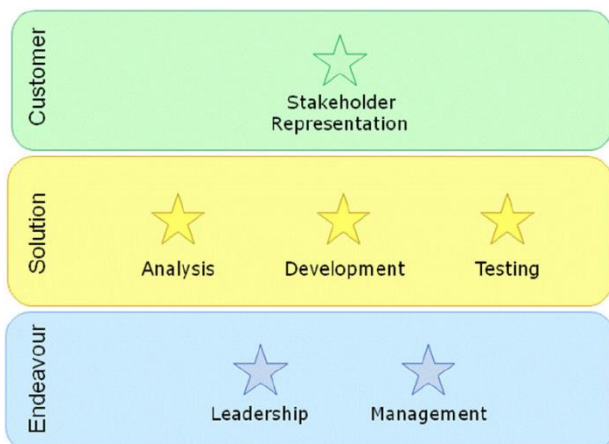 Customer
Stakeholder
Representation
Solution
Analysis
Development
Testing
Endeavour
Leadership
Management